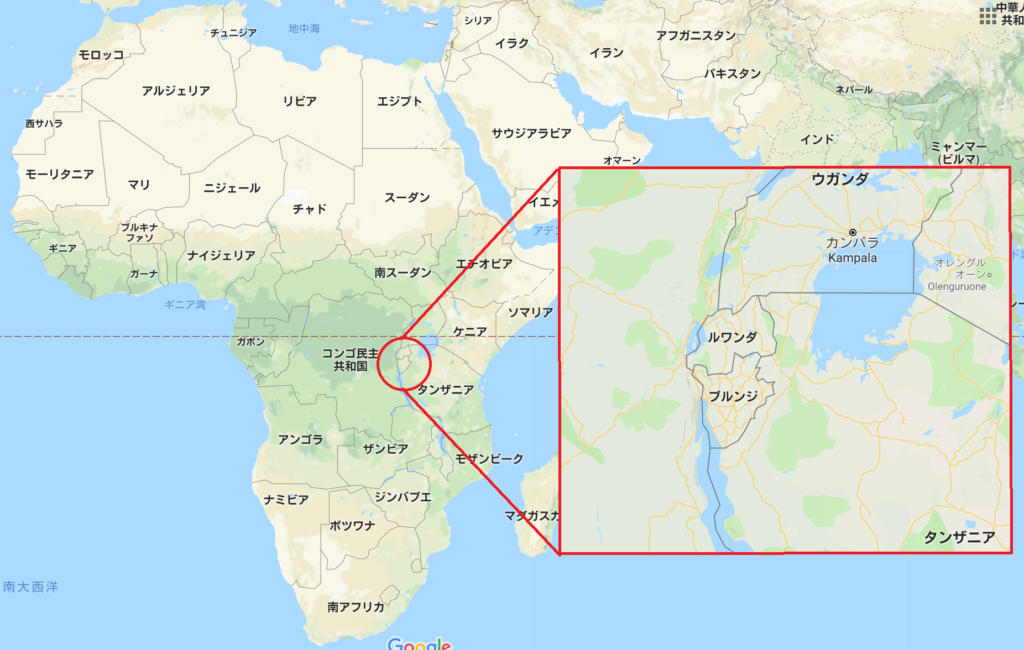 中華人
共和
シリア
チュニジア
地中海
モロッコ
イラク
イラン
アフガニスタン
パキスタン
ネパール
アルジェリア
リビア
エジプト
西サハラ
サウジアラビア
インド
ミャンマー
(ビルマ)
オマーン
モーリタニア
マリ
ニジェール
チャド
スーダン
イエメ
ブルキナ
ファソ
アデ
ギニア
ガーナ
ナイジェリア
南スーダン
エチオピア
ギニア湾
ソマリア
ケニア
ガボン
コンゴ民主
共和国
タンザニア
アンゴラ
ザンビア
モザンビーク
ナミビア
ジンバブエ
ボツワナ
マダガスカ
南大西洋
南アフリカ
Google
ウガンダ
カンパラ
Kampala
オレングル
オーン
Olenguruone
ルワンダ
ブルンジ
タンザニア